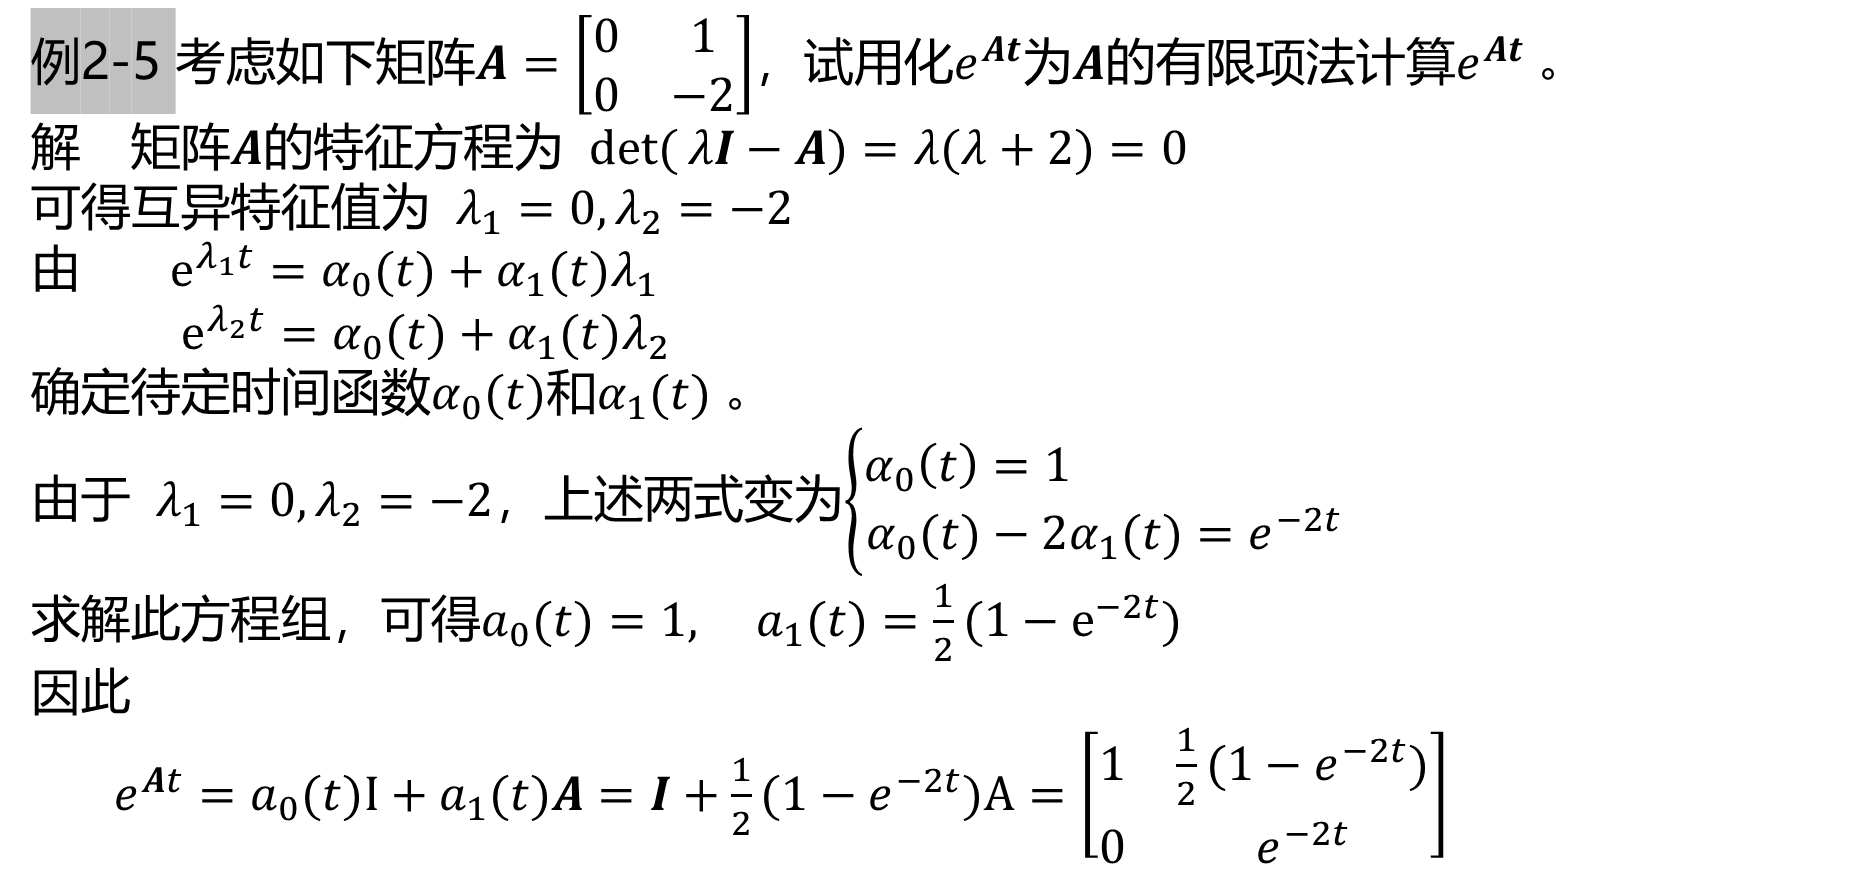 例2-5 考虑如下矩阵A = [0 1; 0 −2]，试用化e^{At}为A的有限项法计算e^{At} 。
解 矩阵A的特征方程为 det( λI − A) = λ(λ + 2) = 0
可得互异特征值为 λ₁ = 0, λ₂ = −2
由 e^{λ₁t} = α₀(t) + α₁(t)λ₁
e^{λ₂t} = α₀(t) + α₁(t)λ₂
确定待定时间函数α₀(t)和α₁(t) 。
由于 λ₁ = 0, λ₂ = −2，上述两式变为{α₀(t) = 1
α₀(t) − 2α₁(t) = e^{−2t}
求解此方程组，可得a₀(t) = 1, a₁(t) = 1/2 (1 − e^{−2t})
因此
e^{At} = a₀(t)I + a₁(t)A = I + 1/2 (1 − e^{−2t})A = [1 1/2 (1 − e^{−2t}); 0 e^{−2t}]